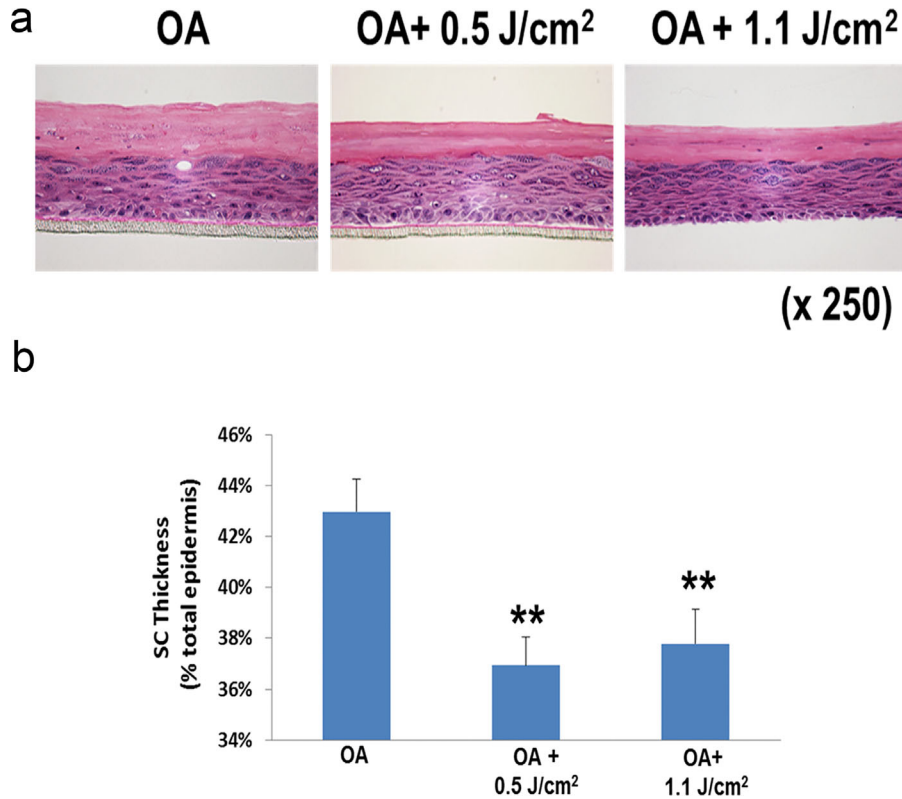 a
OA
OA+ 0.5 J/cm²
OA + 1.1 J/cm²
(x 250)
b
SC Thickness
(% total epidermis)
46%
44%
42%
40%
38%
36%
34%
**
**
OA
OA +
0.5 J/cm²
OA+
1.1 J/cm²